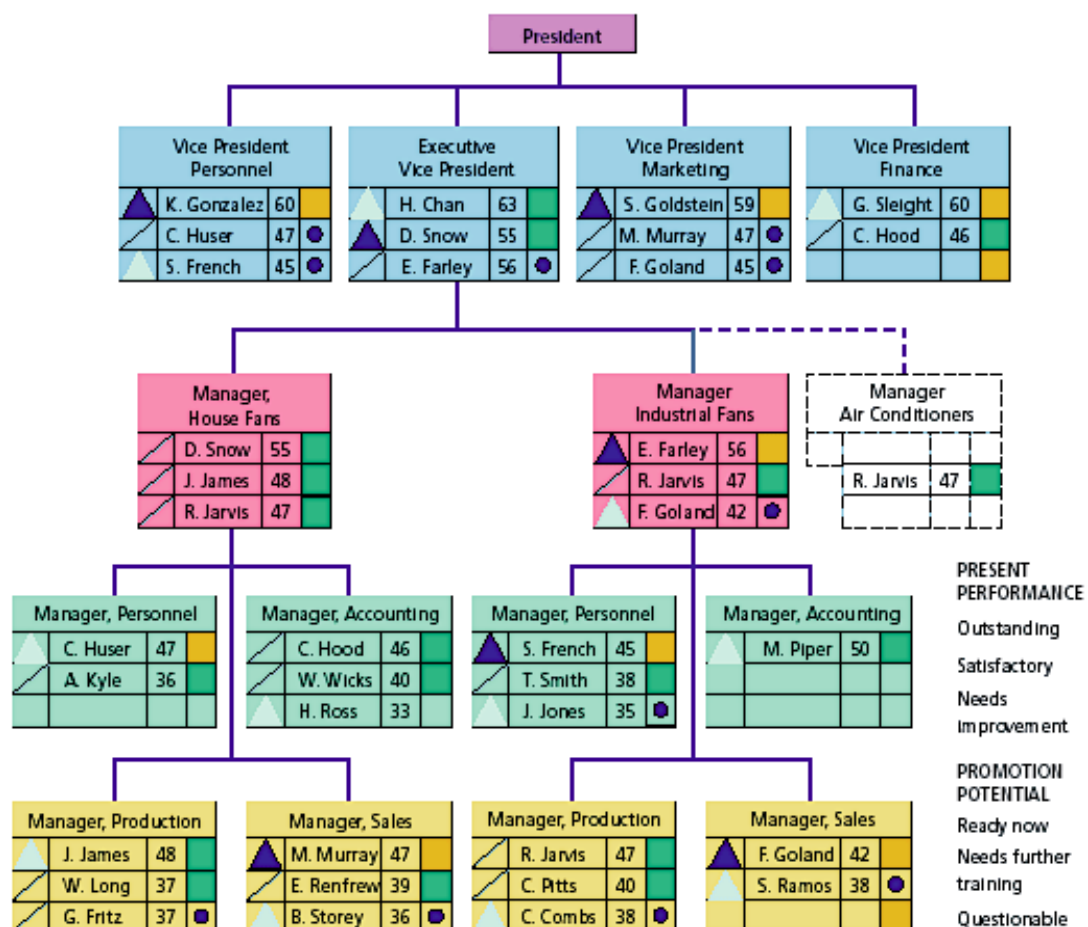 President
Vice President
Personnel
K. Gonzalez 60
C. Huser 47
S. French 45
Executive
Vice President
H. Chan 63
D. Snow 55
E. Farley 56
Vice President
Marketing
S. Goldstein 59
M. Murray 47
F. Goland 45
Vice President
Finance
G. Sleight 60
C. Hood 46
Manager,
House Fans
D. Snow 55
J. James 48
R. Jarvis 47
Manager
Industrial Fans
E. Farley 56
R. Jarvis 47
F. Goland 42
Manager
Air Conditioners
R. Jarvis 47
Manager, Personnel
C. Huser 47
A. Kyle 36
Manager, Accounting
C. Hood 46
W. Wicks 40
H. Ross 33
Manager, Personnel
S. French 45
T. Smith 38
J. Jones 35
Manager, Accounting
M. Piper 50
PRESENT
PERFORMANCE
Outstanding
Satisfactory
Needs
improvement
Manager, Production
J. James 48
W. Long 37
G. Fritz 37
Manager, Sales
M. Murray 47
E. Renfrew 39
B. Storey 36
Manager, Production
R. Jarvis 47
C. Pitts 40
C. Combs 38
Manager, Sales
F. Goland 42
S. Ramos 38
PROMOTION
POTENTIAL
Ready now
Needs further
training
Questionable